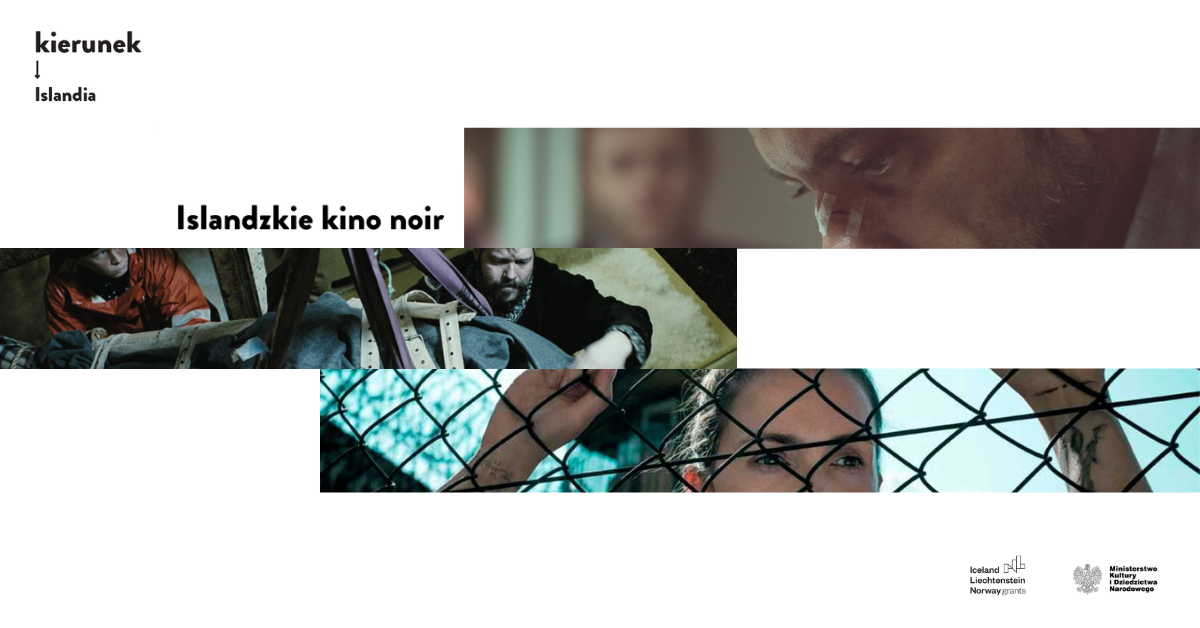 kierunek
Islandia
Islandzkie kino noir
Iceland
Liechtenstein
Norway grants
Ministerstwo
Kultury
i Dziedzictwa
Narodowego